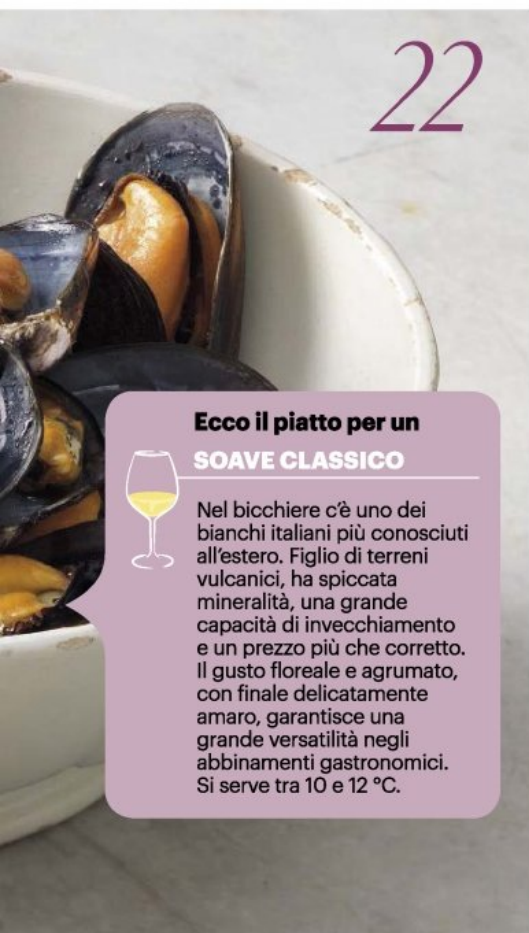 22
Ecco il piatto per un
SOAVE CLASSICO
Nel bicchiere c'è uno dei
bianchi italiani più conosciuti
all'estero. Figlio di terreni
vulcanici, ha spiccata
mineralità, una grande
capacità di invecchiamento
e un prezzo più che corretto.
Il gusto floreale e agrumato,
con finale delicatamente
amaro, garantisce una
grande versatilità negli
abbinamenti gastronomici.
Si serve tra 10 e 12 °C.